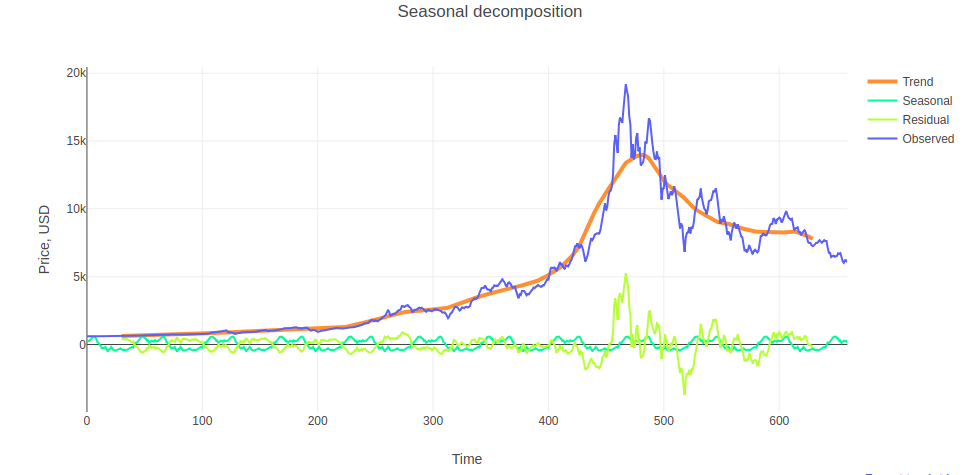 Seasonal decomposition
20k
15k
10k
5k
0
Price, USD
0 100 200 300 400 500 600
Time
Trend
Seasonal
Residual
Observed